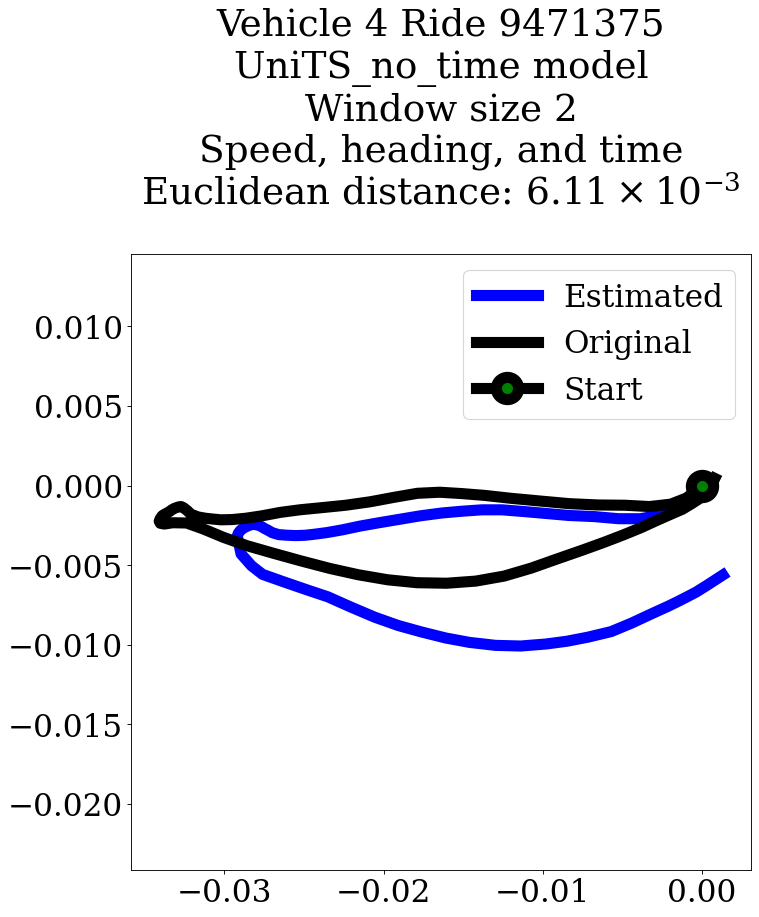 Vehicle 4 Ride 9471375
UniTS_no_time model
Window size 2
Speed, heading, and time
Euclidean distance: 6.11 × 10⁻³
Estimated
Original
Start
0.010
0.005
0.000
−0.005
−0.010
−0.015
−0.020
−0.03 −0.02 −0.01 0.00